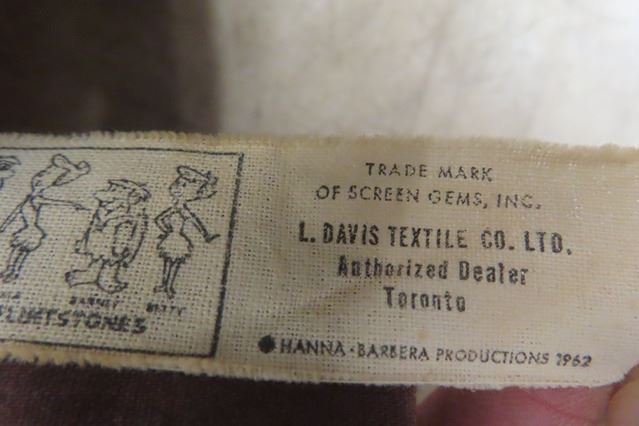 TRADE MARK
OF SCREEN GEMS, INC.
L. DAVIS TEXTILE CO. LTD.
Authorized Dealer
Toronto
HANNA-BARBERA PRODUCTIONS 1962
BARNEY BETTY
FLINTSTONES